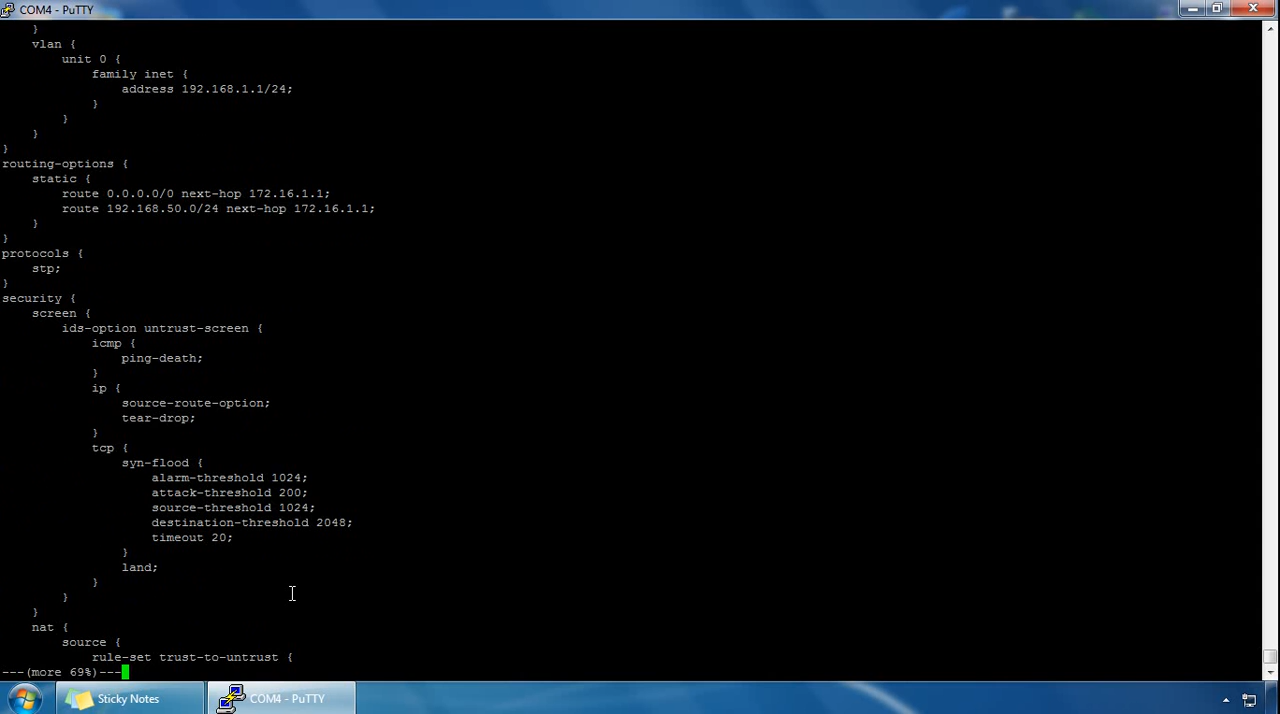 COM4 - PuTTY
    }
    vlan {
        unit 0 {
            family inet {
                address 192.168.1.1/24;
            }
        }
    }
}
routing-options {
    static {
        route 0.0.0.0/0 next-hop 172.16.1.1;
        route 192.168.50.0/24 next-hop 172.16.1.1;
    }
}
protocols {
    stp;
}
security {
    screen {
        ids-option untrust-screen {
            icmp {
                ping-death;
            }
            ip {
                source-route-option;
                tear-drop;
            }
            tcp {
                syn-flood {
                    alarm-threshold 1024;
                    attack-threshold 200;
                    source-threshold 1024;
                    destination-threshold 2048;
                    timeout 20;
                }
                land;
            }
        }
    }
    nat {
        source {
            rule-set trust-to-untrust {
---(more 69%)---
Sticky Notes
COM4 - PuTTY